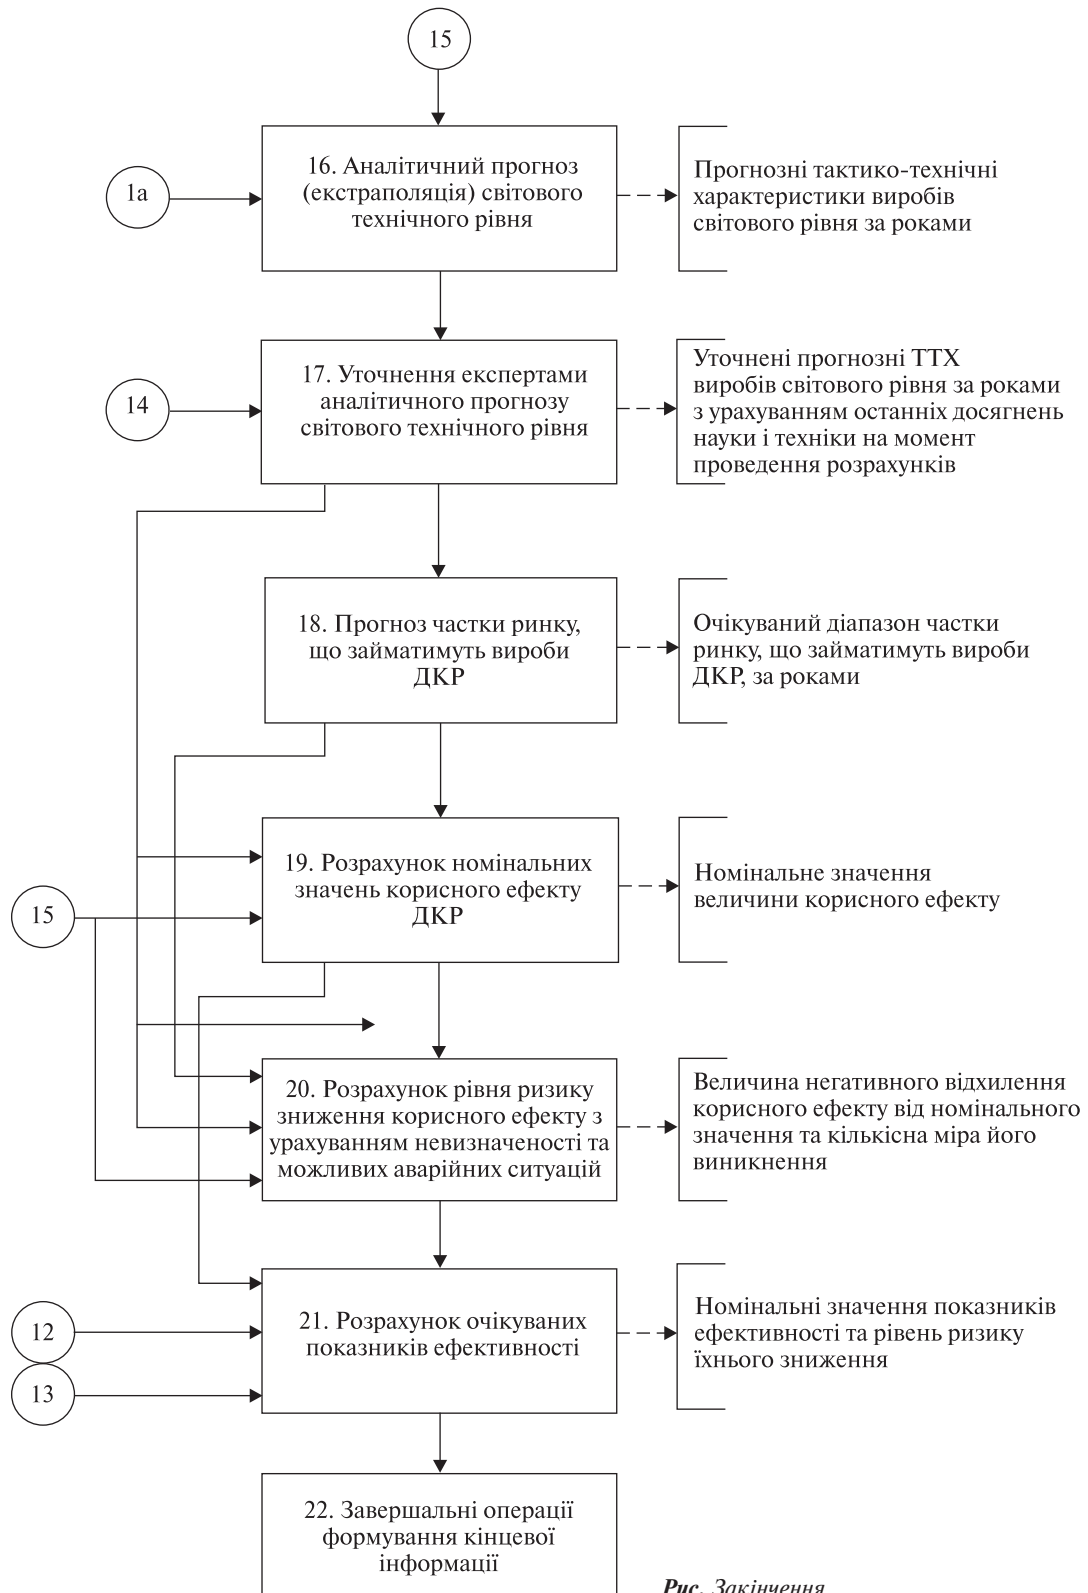 15
1а
16. Аналітичний прогноз
(екстраполяція) світового
технічного рівня
Прогнозні тактико-технічні
характеристики виробів
світового рівня за роками
14
17. Уточнення експертами
аналітичного прогнозу
світового технічного рівня
Уточнені прогнозні ТТХ
виробів світового рівня за роками
з урахуванням останніх досягнень
науки і техніки на момент
проведення розрахунків
18. Прогноз частки ринку,
що займатимуть вироби
ДКР
Очікуваний діапазон частки
ринку, що займатимуть вироби
ДКР, за роками
15
19. Розрахунок номінальних
значень корисного ефекту
ДКР
Номінальне значення
величини корисного ефекту
20. Розрахунок рівня ризику
зниження корисного ефекту з
урахуванням невизначеності та
можливих аварійних ситуацій
Величина негативного відхилення
корисного ефекту від номінального
значення та кількісна міра його
виникнення
12
13
21. Розрахунок очікуваних
показників ефективності
Номінальні значення показників
ефективності та рівень ризику
їхнього зниження
22. Завершальні операції
формування кінцевої
інформації
Рис. Закінчення